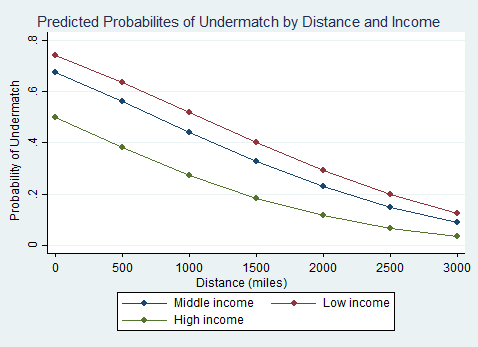 Predicted Probabilites of Undermatch by Distance and Income
Probability of Undermatch
.8
.6
.4
.2
0
0 500 1000 1500 2000 2500 3000
Distance (miles)
Middle income Low income
High income